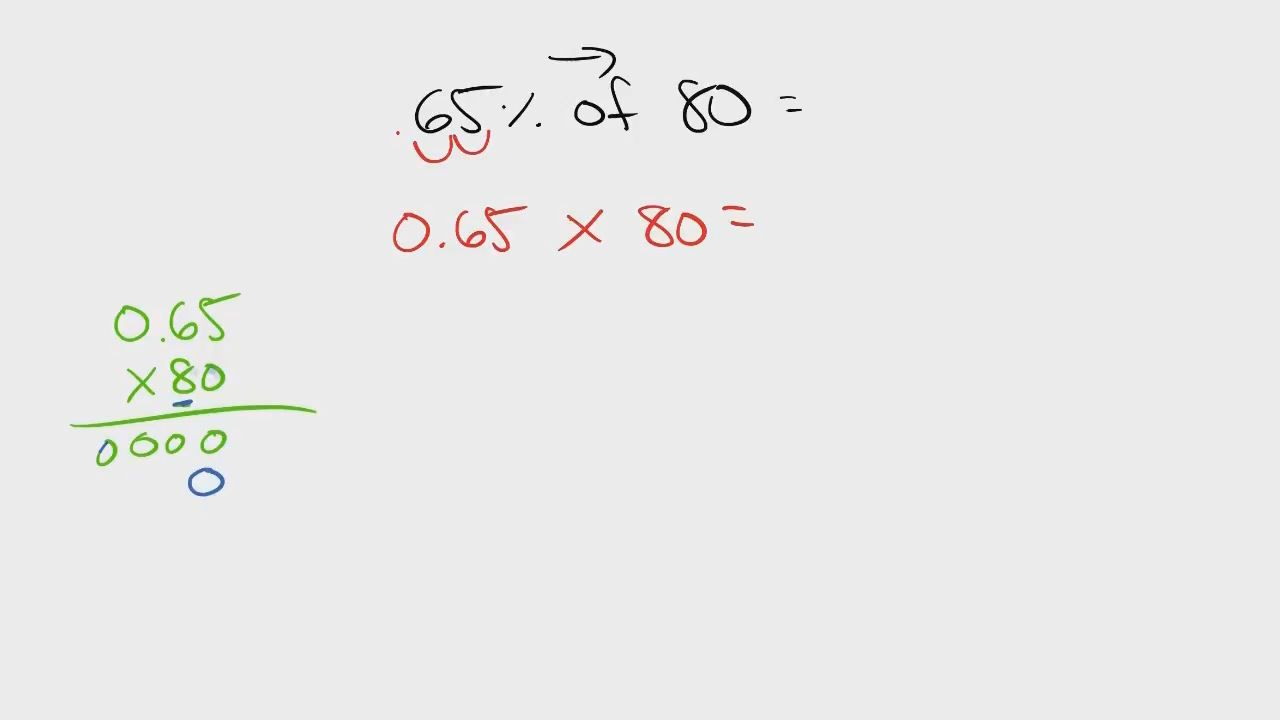 .65% of 80 =
0.65 x 80 =
0.65
x 80
0000
0